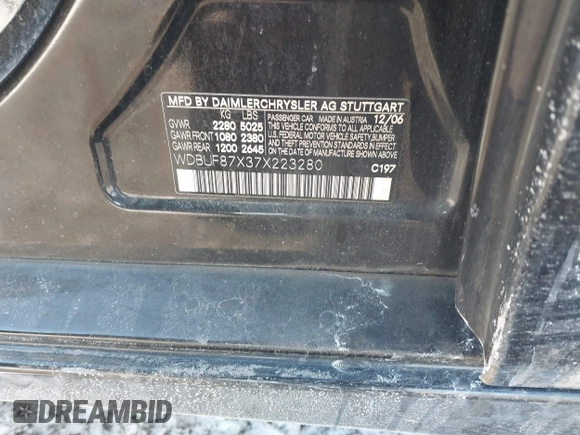 MFD BY DAIMLERCHRYSLER AG STUTTGART
KG LBS
GVWR 2280 5025
GAWR FRONT 1080 2380
GAWR REAR 1200 2645
PASSENGER CAR MADE IN AUSTRIA 12/06
THIS VEHICLE CONFORMS TO ALL APPLICABLE
U.S. FEDERAL MOTOR VEHICLE SAFETY, BUMPER
AND THEFT PREVENTION STANDARDS IN EFFECT
ON THE DATE OF MANUFACTURE SHOWN ABOVE
WDBUF87X37X223280
C197
DREAMBID